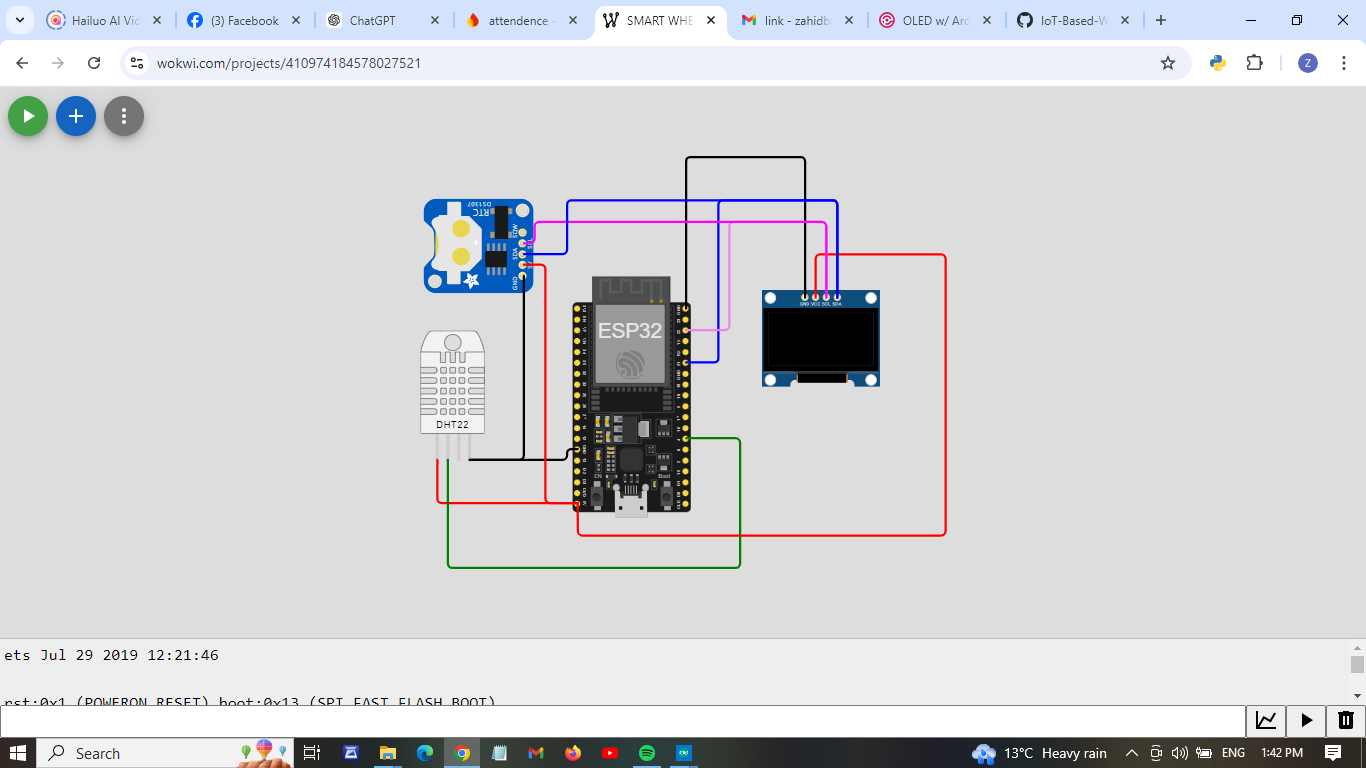 Hailuo AI Vid
(3) Facebook
ChatGPT
attendence -
SMART WHE
link - zahidb
OLED w/ Ard
IoT-Based-W
wokwi.com/projects/410974184578027521
Z
RTC
DS1307
SQW
SCL
SDA
5V
GND
ESP32
GND VCC SCL SDA
DHT22
EN
Boot
ets Jul 29 2019 12:21:46
rst:0x1 (POWERON_RESET),boot:0x13 (SPI_FAST_FLASH_BOOT)
Search
13°C Heavy rain
ENG
1:42 PM